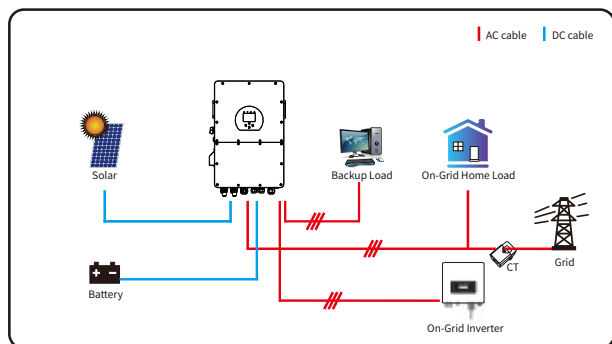 AC cable
DC cable
Solar
Backup Load
On-Grid Home Load
CT
Grid
Battery
On-Grid Inverter